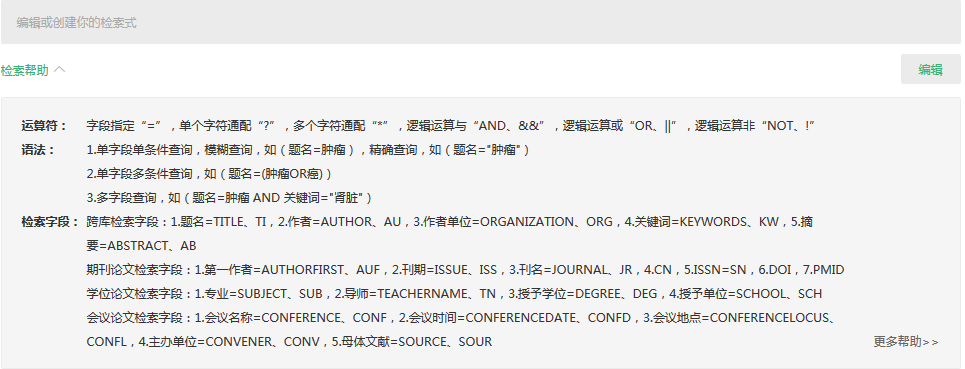 编辑或创建你的检索式
检索帮助
编辑
运算符： 字段指定“=”，单个字符通配“?”，多个字符通配“*”，逻辑运算与“AND、&&”，逻辑运算或“OR、||”，逻辑运算非“NOT、!”
语法： 1.单字段单条件查询，模糊查询，如（题名=肿瘤），精确查询，如（题名="肿瘤"）
2.单字段多条件查询，如（题名=(肿瘤OR癌)）
3.多字段查询，如（题名=肿瘤 AND 关键词="肾脏"）
检索字段： 跨库检索字段：1.题名=TITLE、TI，2.作者=AUTHOR、AU，3.作者单位=ORGANIZATION、ORG，4.关键词=KEYWORDS、KW，5.摘
要=ABSTRACT、AB
期刊论文检索字段：1.第一作者=AUTHORFIRST、AUF，2.刊期=ISSUE、ISS，3.刊名=JOURNAL、JR，4.CN，5.ISSN=SN，6.DOI，7.PMID
学位论文检索字段：1.专业=SUBJECT、SUB，2.导师=TEACHERNAME、TN，3.授予学位=DEGREE、DEG，4.授予单位=SCHOOL、SCH
会议论文检索字段：1.会议名称=CONFERENCE、CONF，2.会议时间=CONFERENCEDATE、CONFD，3.会议地点=CONFERENCELOCUS、
CONFL，4.主办单位=CONVENER、CONV，5.母体文献=SOURCE、SOUR
更多帮助>>